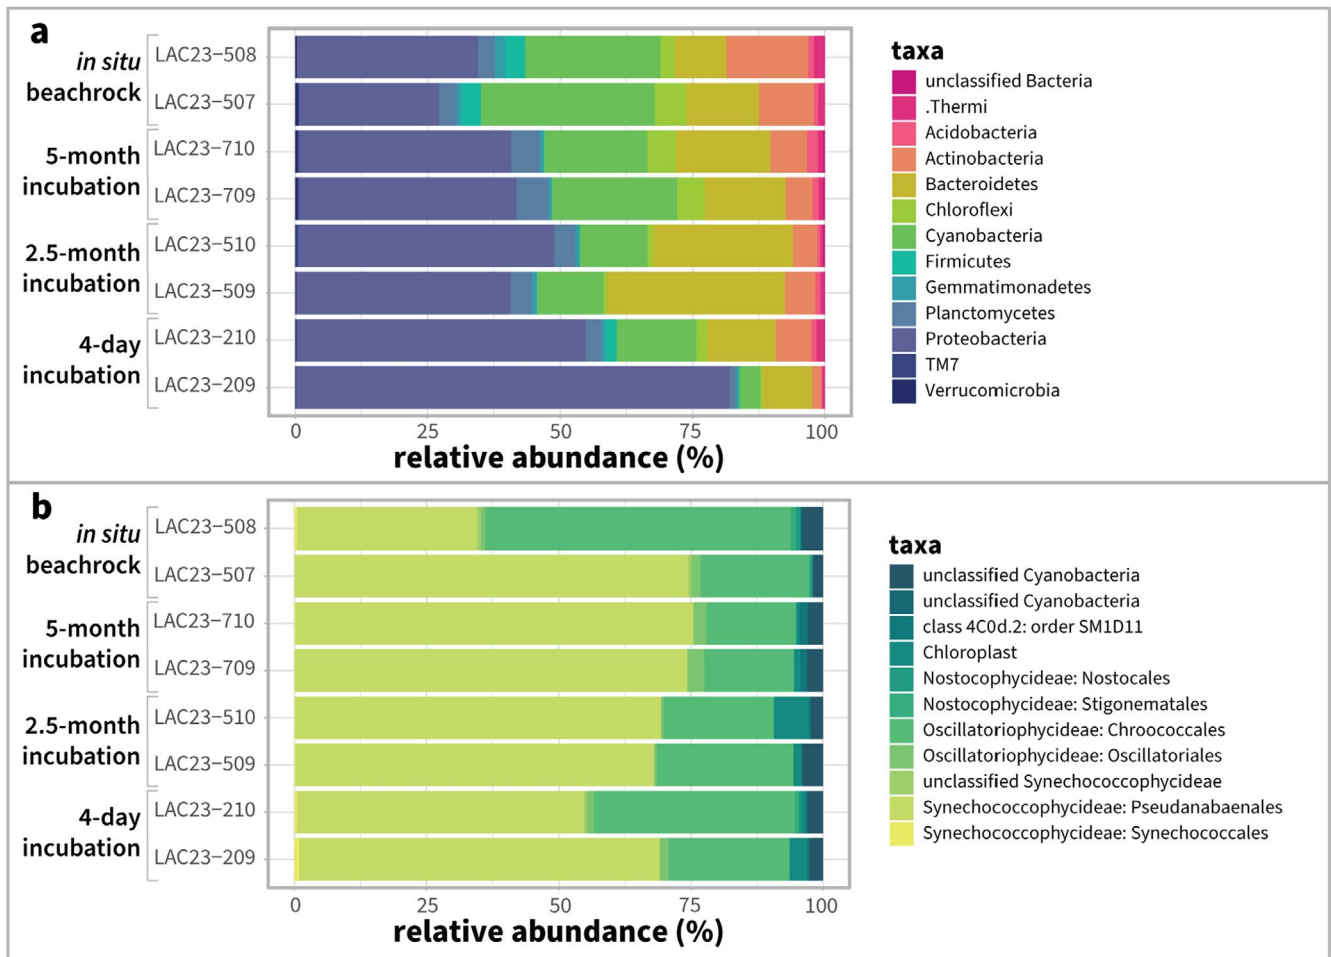 a
in situ
beachrock
5-month
incubation
2.5-month
incubation
4-day
incubation
LAC23−508
LAC23−507
LAC23−710
LAC23−709
LAC23−510
LAC23−509
LAC23−210
LAC23−209
0 25 50 75 100
relative abundance (%)
taxa
unclassified Bacteria
.Thermi
Acidobacteria
Actinobacteria
Bacteroidetes
Chloroflexi
Cyanobacteria
Firmicutes
Gemmatimonadetes
Planctomycetes
Proteobacteria
TM7
Verrucomicrobia
b
in situ
beachrock
5-month
incubation
2.5-month
incubation
4-day
incubation
LAC23−508
LAC23−507
LAC23−710
LAC23−709
LAC23−510
LAC23−509
LAC23−210
LAC23−209
0 25 50 75 100
relative abundance (%)
taxa
unclassified Cyanobacteria
unclassified Cyanobacteria
class 4C0d.2: order SM1D11
Chloroplast
Nostocophycideae: Nostocales
Nostocophycideae: Stigonematales
Oscillatoriophycideae: Chroococcales
Oscillatoriophycideae: Oscillatoriales
unclassified Synechococcophycideae
Synechococcophycideae: Pseudanabaenales
Synechococcophycideae: Synechococcales